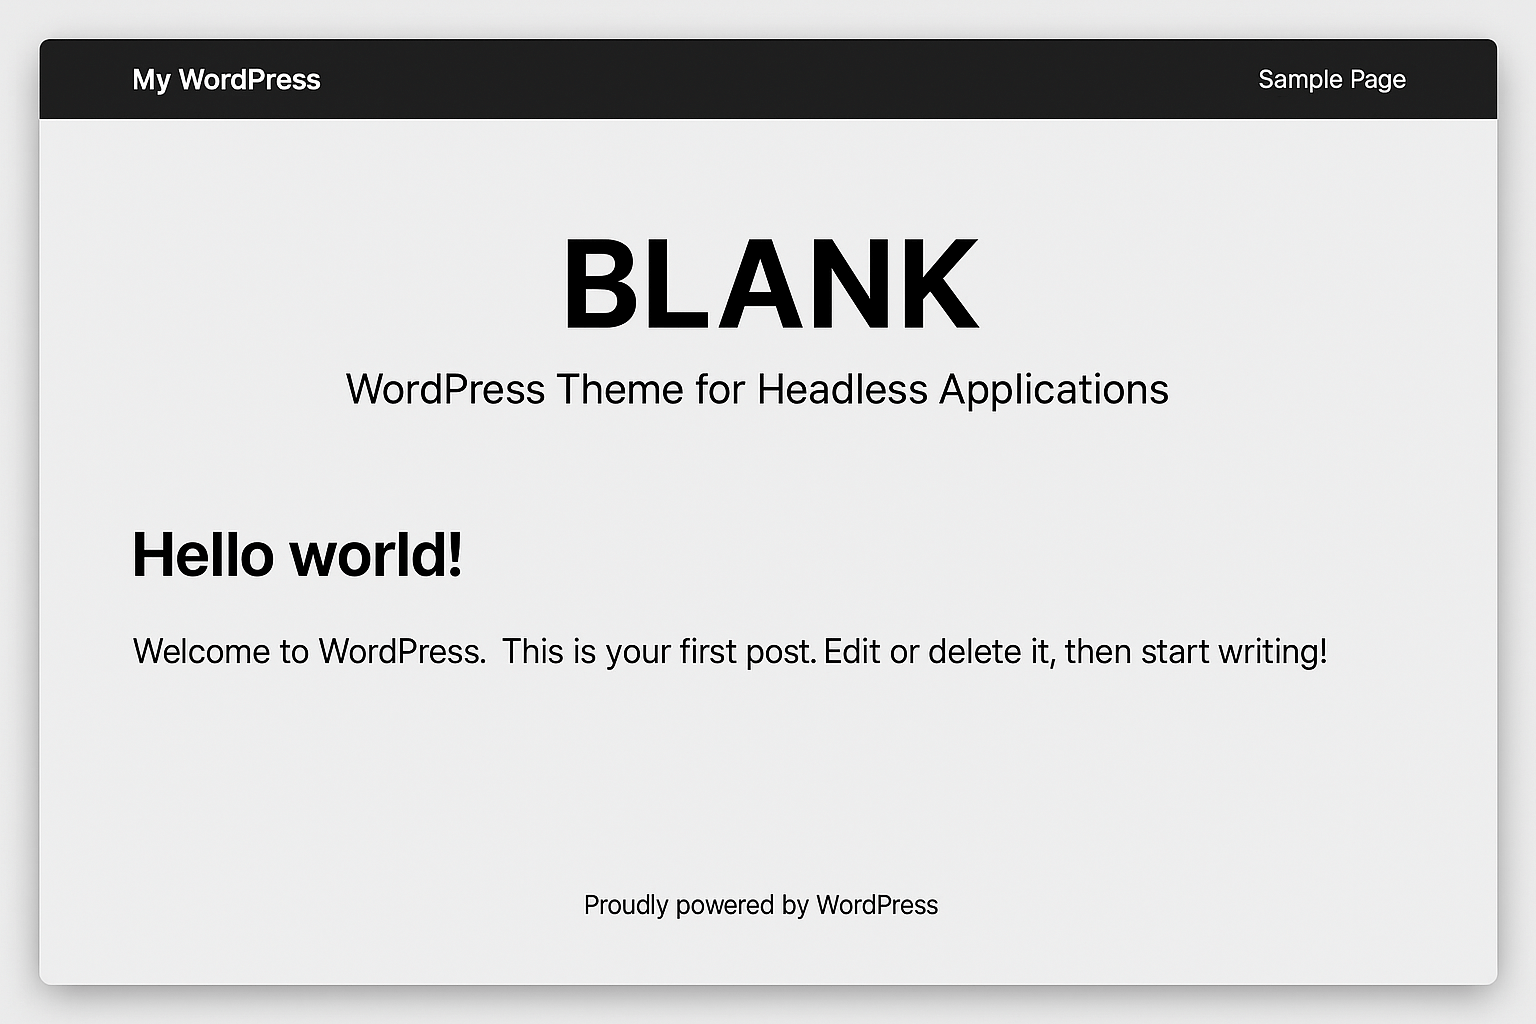 My WordPress
Sample Page
BLANK
WordPress Theme for Headless Applications
Hello world!
Welcome to WordPress. This is your first post. Edit or delete it, then start writing!
Proudly powered by WordPress